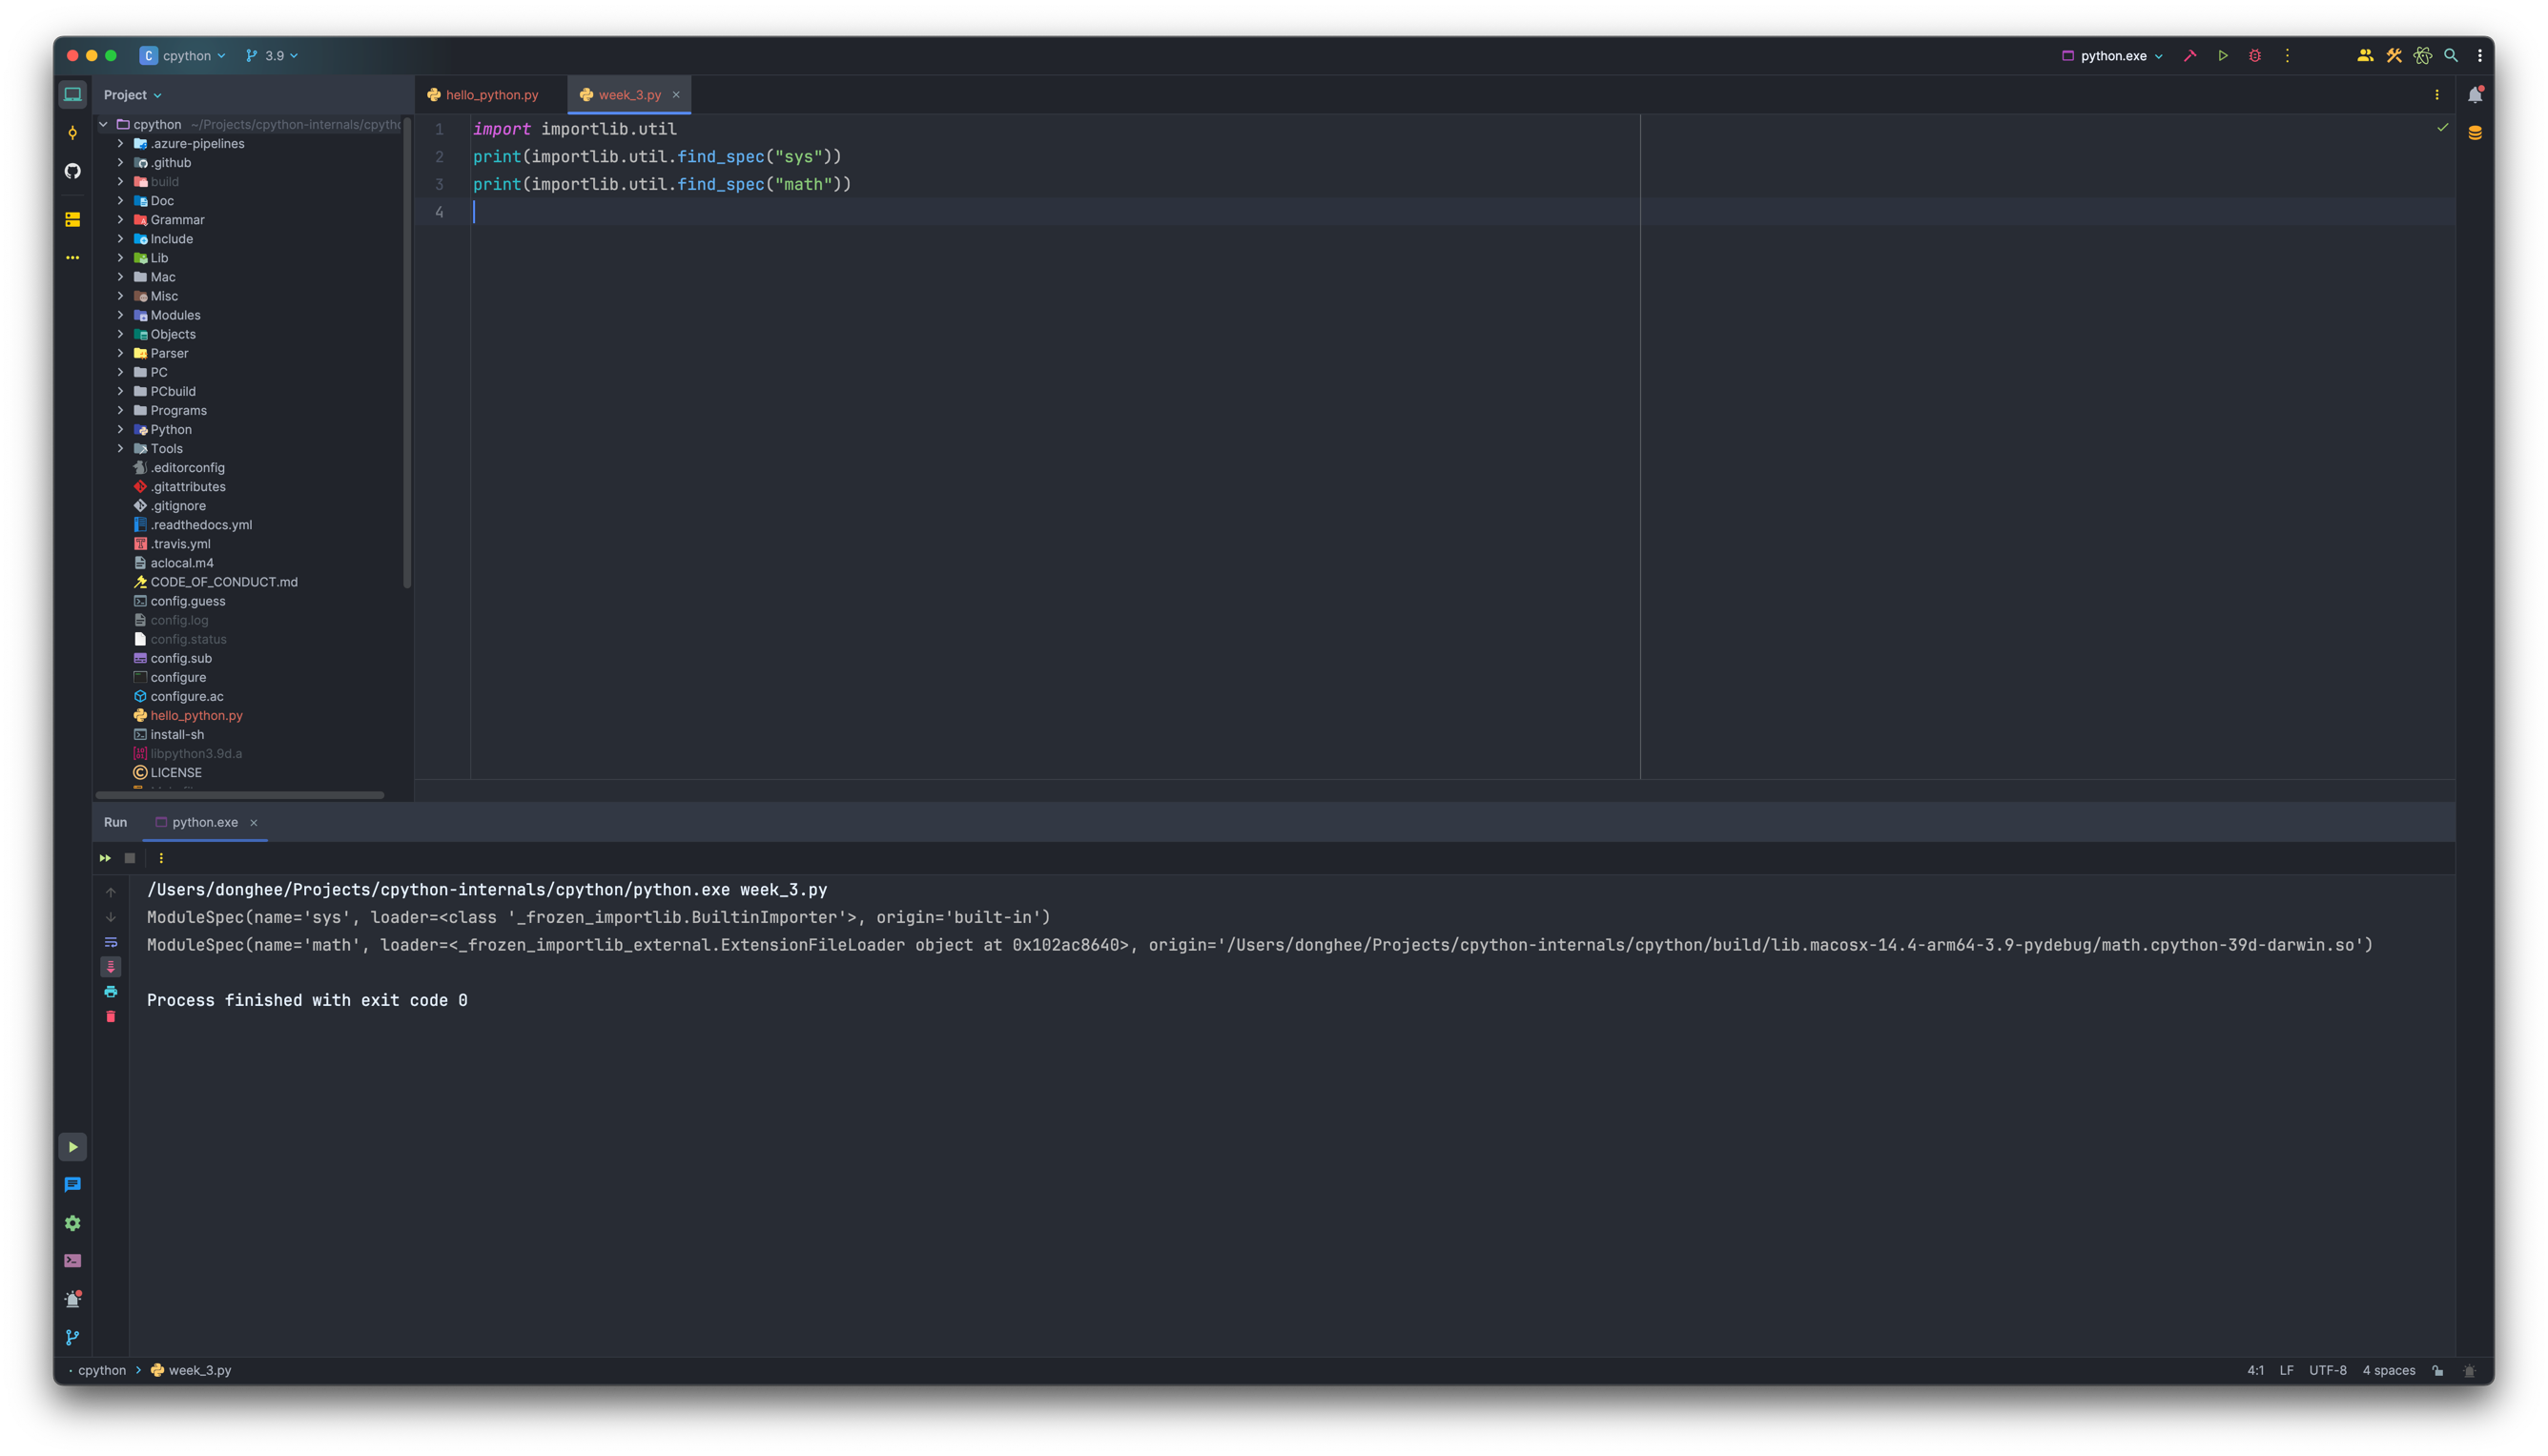 C cpython 3.9 python.exe
Project hello_python.py week_3.py
cpython ~/Projects/cpython-internals/cpytho
.azure-pipelines
.github
build
Doc
Grammar
Include
Lib
Mac
Misc
Modules
Objects
Parser
PC
PCbuild
Programs
Python
Tools
.editorconfig
.gitattributes
.gitignore
.readthedocs.yml
.travis.yml
aclocal.m4
CODE_OF_CONDUCT.md
config.guess
config.log
config.status
config.sub
configure
configure.ac
hello_python.py
install-sh
libpython3.9d.a
LICENSE
1 import importlib.util
2 print(importlib.util.find_spec("sys"))
3 print(importlib.util.find_spec("math"))
4
Run python.exe
/Users/donghee/Projects/cpython-internals/cpython/python.exe week_3.py
ModuleSpec(name='sys', loader=<class '_frozen_importlib.BuiltinImporter'>, origin='built-in')
ModuleSpec(name='math', loader=<_frozen_importlib_external.ExtensionFileLoader object at 0x102ac8640>, origin='/Users/donghee/Projects/cpython-internals/cpython/build/lib.macosx-14.4-arm64-3.9-pydebug/math.cpython-39d-darwin.so')
Process finished with exit code 0
cpython week_3.py 4:1 LF UTF-8 4 spaces